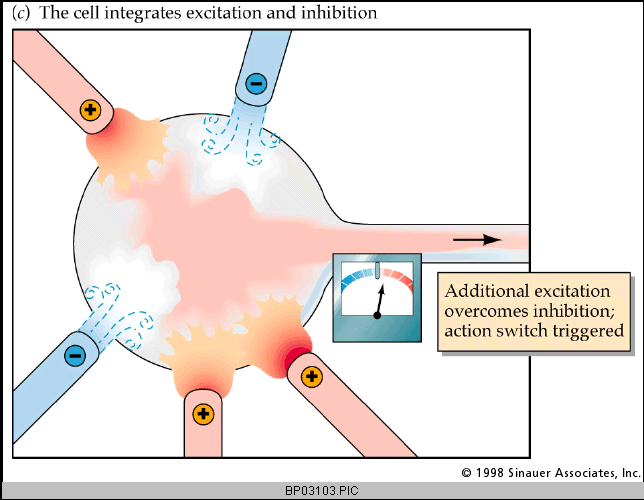 (c) The cell integrates excitation and inhibition
−
+
−
+
+
Additional excitation
overcomes inhibition;
action switch triggered
© 1998 Sinauer Associates, Inc.
BP03103.PIC